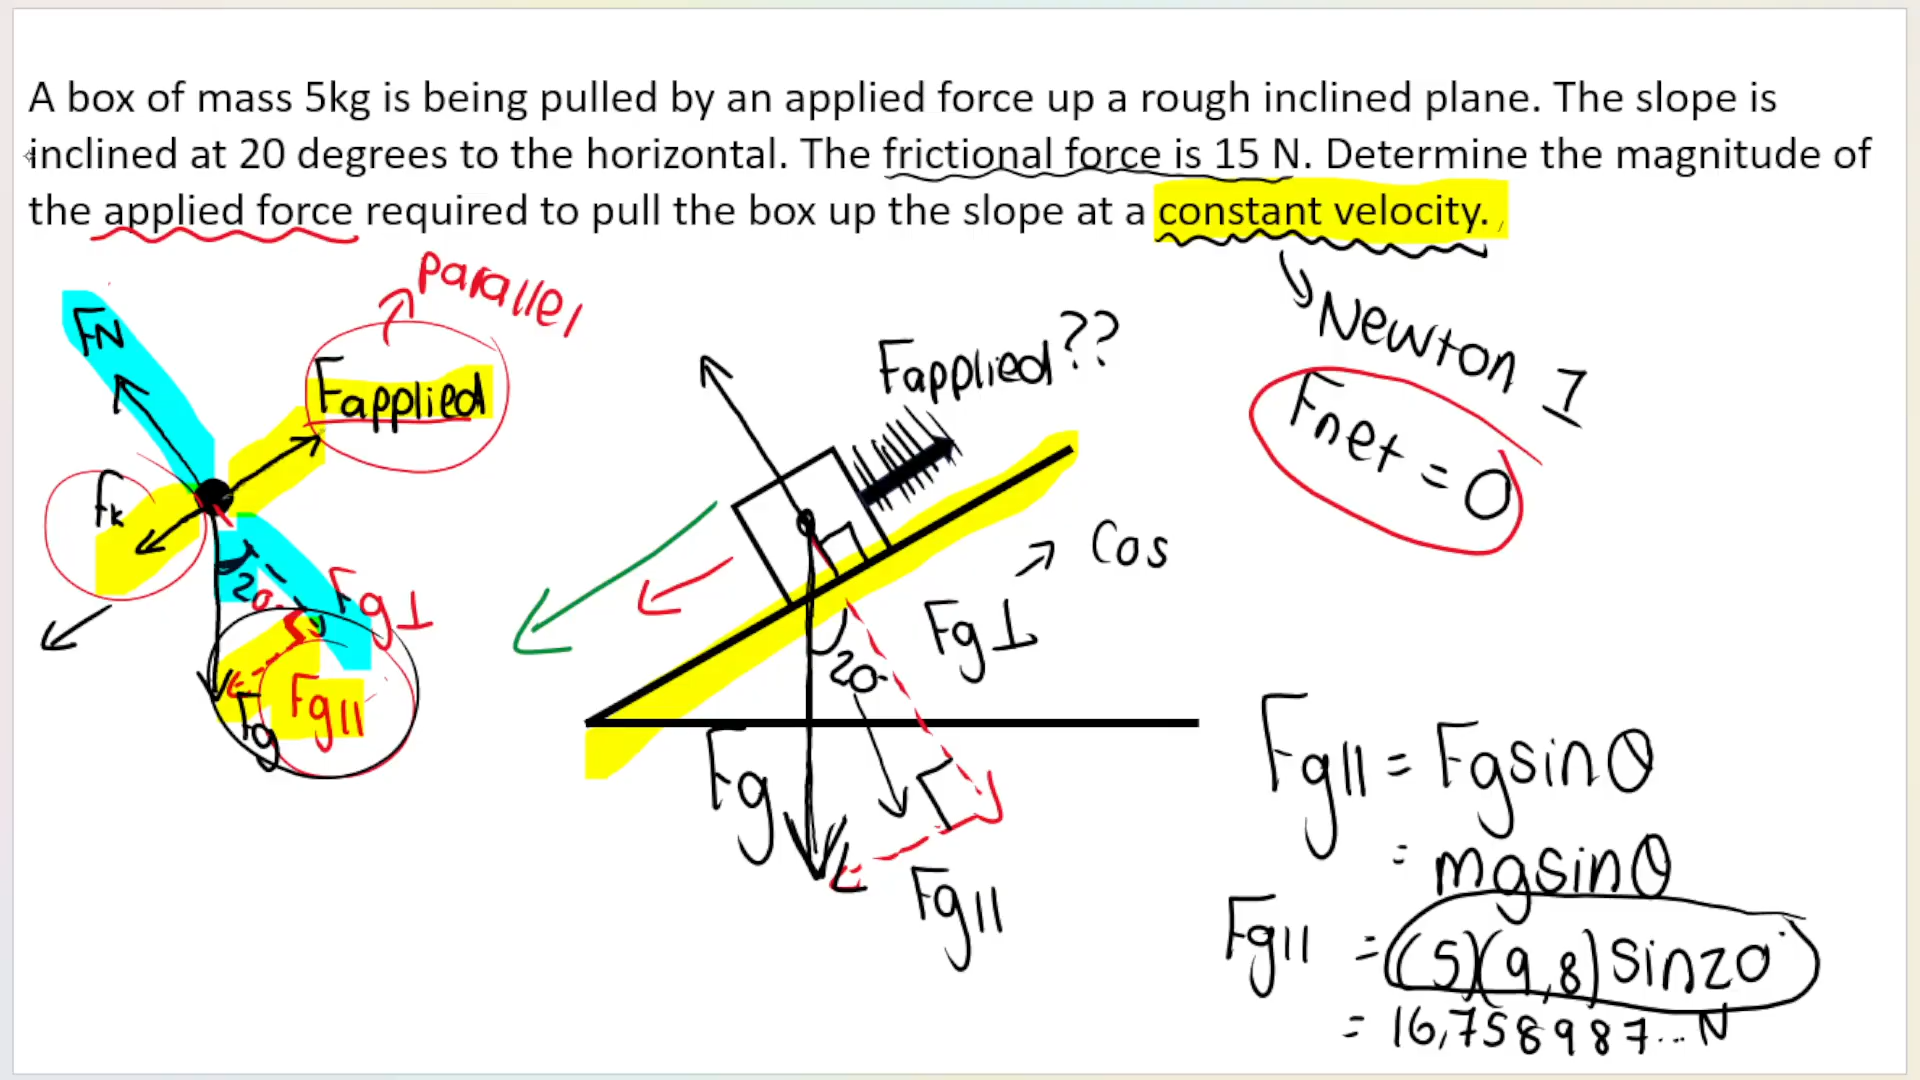 A box of mass 5kg is being pulled by an applied force up a rough inclined plane. The slope is
inclined at 20 degrees to the horizontal. The frictional force is 15 N. Determine the magnitude of
the applied force required to pull the box up the slope at a constant velocity.
parallel
FN
Fapplied
Fapplied??
Newton I
Fnet = 0
Fk
Cos
20°
Fg⊥
Fg⊥
20°
Fg||
Fg
Fg
Fg||
Fg|| = Fgsinθ
= mgsinθ
Fg|| = (5)(9,8)sin20°
= 16,758987... N